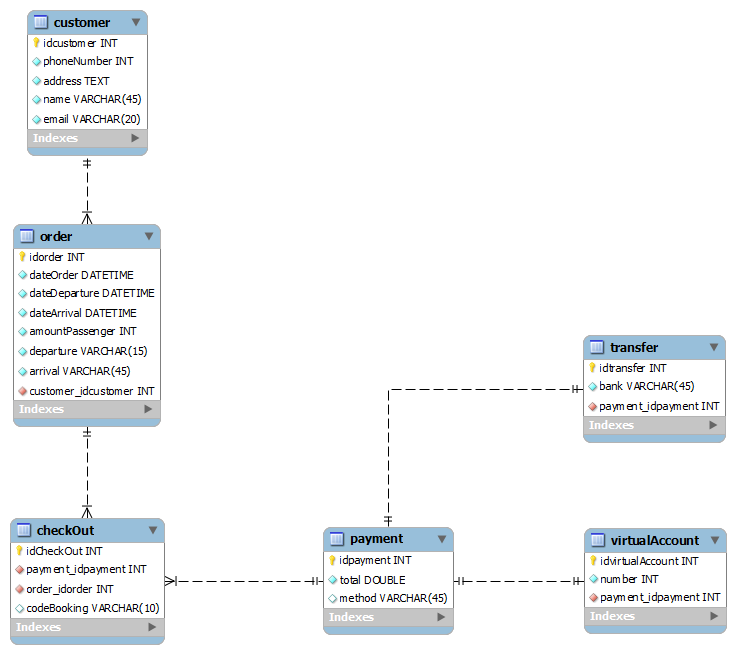 customer
idcustomer INT
phoneNumber INT
address TEXT
name VARCHAR(45)
email VARCHAR(20)
Indexes
order
idorder INT
dateOrder DATETIME
dateDeparture DATETIME
dateArrival DATETIME
amountPassenger INT
departure VARCHAR(15)
arrival VARCHAR(45)
customer_idcustomer INT
Indexes
transfer
idtransfer INT
bank VARCHAR(45)
payment_idpayment INT
Indexes
checkOut
idCheckOut INT
payment_idpayment INT
order_idorder INT
codeBooking VARCHAR(10)
Indexes
payment
idpayment INT
total DOUBLE
method VARCHAR(45)
Indexes
virtualAccount
idvirtualAccount INT
number INT
payment_idpayment INT
Indexes